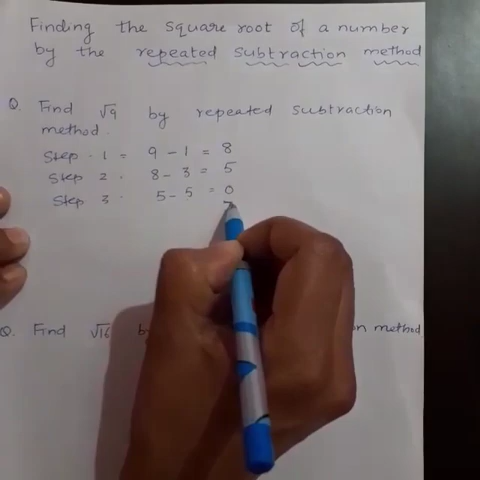 Finding the square root of a number
by the repeated subtraction method
Q. Find √9 by repeated subtraction
method.
Step - 1 = 9 - 1 = 8
Step 2 - 8 - 3 = 5
Step 3 - 5 - 5 = 0
Q. Find √16 method